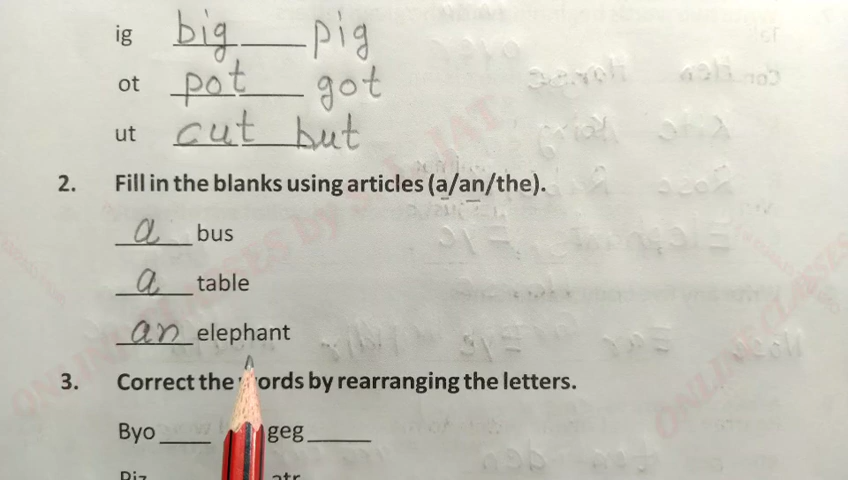 ig big pig
ot pot got
ut cut but
2. Fill in the blanks using articles (a/an/the).
a bus
a table
an elephant
3. Correct the words by rearranging the letters.
Byo geg